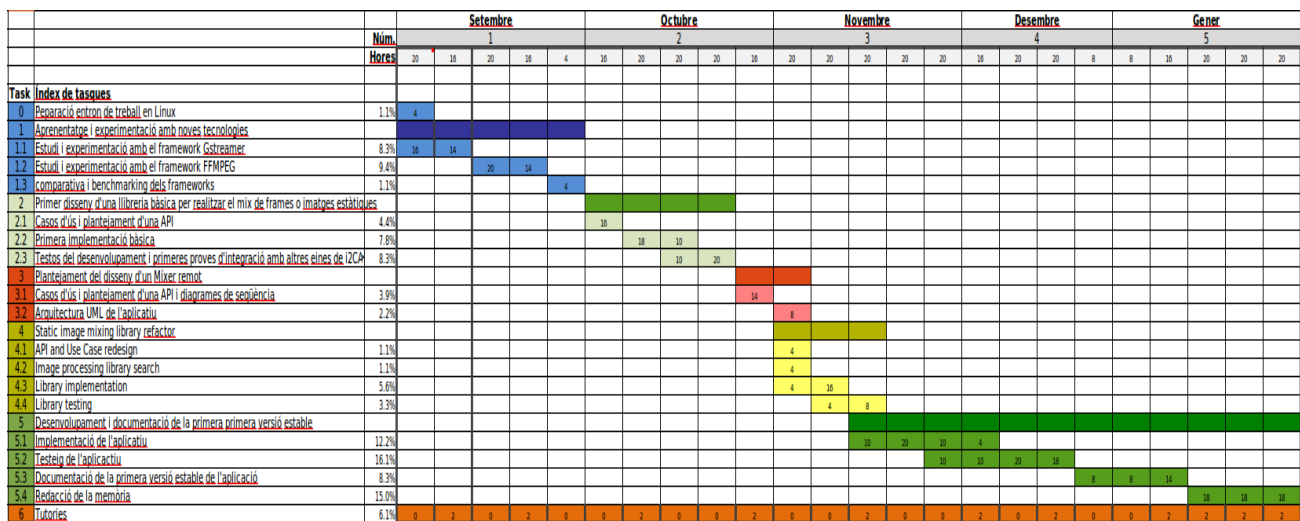 Setembre Octubre Novembre Desembre Gener
Núm. 1 2 3 4 5
Hores 20 16 20 16 4 16 20 20 20 16 20 20 20 20 20 16 20 20 8 8 16 20 20 20
Task Índex de tasques
0 Peparació entron de treball en Linux 1.1% 4
1 Aprenentatge i experimentació amb noves tecnologies
1.1 Estudi i experimentació amb el framework Gstreamer 8.3% 16 14
1.2 Estudi i experimentació amb el framework FFMPEG 9.4% 20 14
1.3 comparativa i benchmarking dels frameworks 1.1% 4
2 Primer disseny d'una llibreria bàsica per realitzar el mix de frames o imatges estàtiques
2.1 Casos d'ús i plantejament d'una API 4.4% 16
2.2 Primera implementació bàsica 7.8% 18 10
2.3 Testos del desenvolupament i primeres proves d'integració amb altres eines de i2CA 8.3% 10 20
3 Plantejament del disseny d'un Mixer remot
3.1 Casos d'ús i plantejament d'una API i diagrames de seqüència 3.9% 14
3.2 Arquitectura UML de l'aplicatiu 2.2% 8
4 Static image mixing library refactor
4.1 API and Use Case redesign 1.1% 4
4.2 Image processing library search 1.1% 4
4.3 Library implementation 5.6% 4 16
4.4 Library testing 3.3% 4 8
5 Desenvolupament i documentació de la primera primera versió estable
5.1 Implementació de l'aplicatiu 12.2% 10 20 10 4
5.2 Testeig de l'aplicactiu 16.1% 10 10 20 18
5.3 Documentació de la primera versió estable de l'aplicació 8.3% 8 8 14
5.4 Redacció de la memòria 15.0% 18 18 18
6 Tutories 6.1% 0 2 0 2 0 0 2 0 0 2 0 0 2 0 0 2 0 2 0 0 2 2 2 2